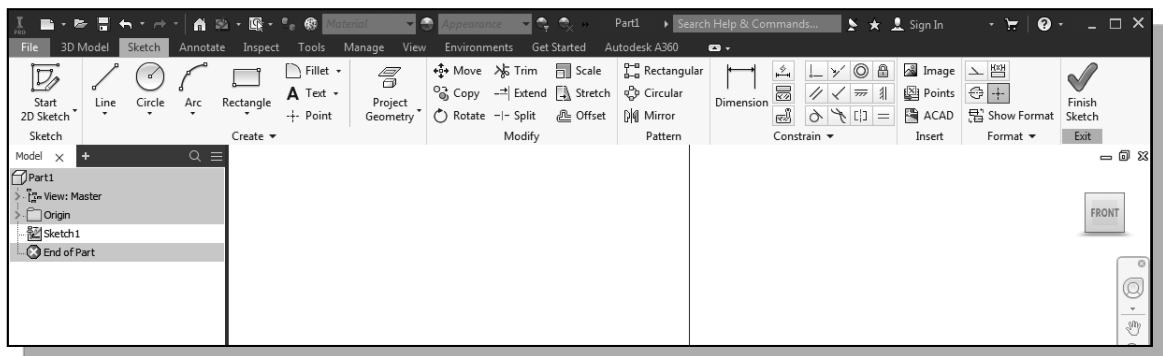 PRO Material Appearance Part1 Search Help & Commands... Sign In
File 3D Model Sketch Annotate Inspect Tools Manage View Environments Get Started Autodesk A360
Fillet Move Trim Scale Rectangular Image
Start 2D Sketch Line Circle Arc Rectangle Text Project Geometry Copy Extend Stretch Circular Dimension Points Finish Sketch
Point Rotate Split Offset Mirror ACAD Show Format
Sketch Create Modify Pattern Constrain Insert Format Exit
Model
Part1
View: Master
Origin
Sketch1
End of Part
FRONT